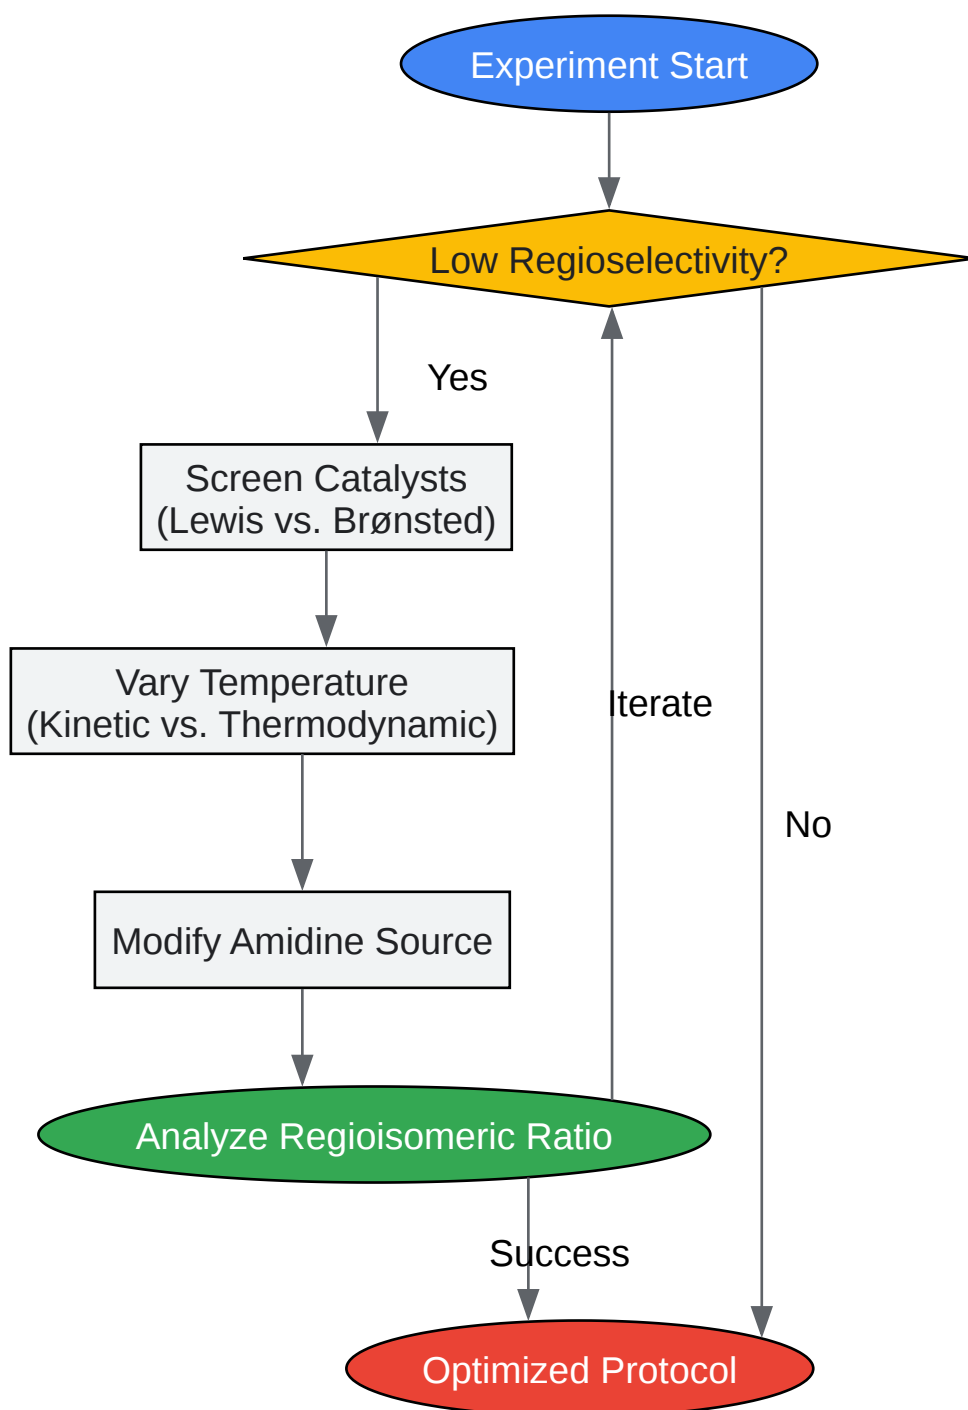 Experiment Start
Low Regioselectivity?
Yes
Screen Catalysts
(Lewis vs. Brønsted)
Vary Temperature
(Kinetic vs. Thermodynamic)
Iterate
No
Modify Amidine Source
Analyze Regioisomeric Ratio
Success
Optimized Protocol